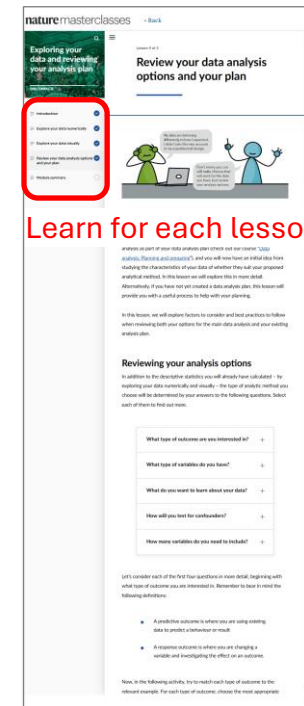 nature masterclasses
< Back
Exploring your
data and reviewing
your analysis plan
Introduction
Explore your data numerically
Explore your data visually
Review your data analysis options
and your plan
Module summary
Lesson 4 of 5
Review your data analysis
options and your plan
Learn for each lesso
analysis as part of your data analysis plan (check out our course "Data
analysis: Planning and preparing"), and you will now have an initial idea from
studying the characteristics of your data of whether they suit your proposed
analytical method. In this lesson we will explore this in more detail.
Alternatively, if you have not yet created a data analysis plan, this lesson will
provide you with a useful process to help with your planning.
In this lesson, we will explore factors to consider and best practices to follow
when reviewing both your options for the main data analysis and your existing
analysis plan.
Reviewing your analysis options
In addition to the descriptive statistics you will already have calculated – by
exploring your data numerically and visually – the type of analytic method you
choose will be determined by your answers to the following questions. Select
each of them to find out more.
What type of outcome are you interested in? +
What type of variables do you have? +
What do you want to learn about your data? +
How will you test for confounders? +
How many variables do you need to include? +
Let's consider each of the first four questions in more detail, beginning with
what type of outcome you are interested in. Remember to bear in mind the
following definitions:
A predictive outcome is where you are using existing
data to predict a behaviour or result
A response outcome is where you are changing a
variable and investigating the effect on an outcome.
Now, in the following activity, try to match each type of outcome to the
relevant example. For each type of outcome, choose the most appropriate